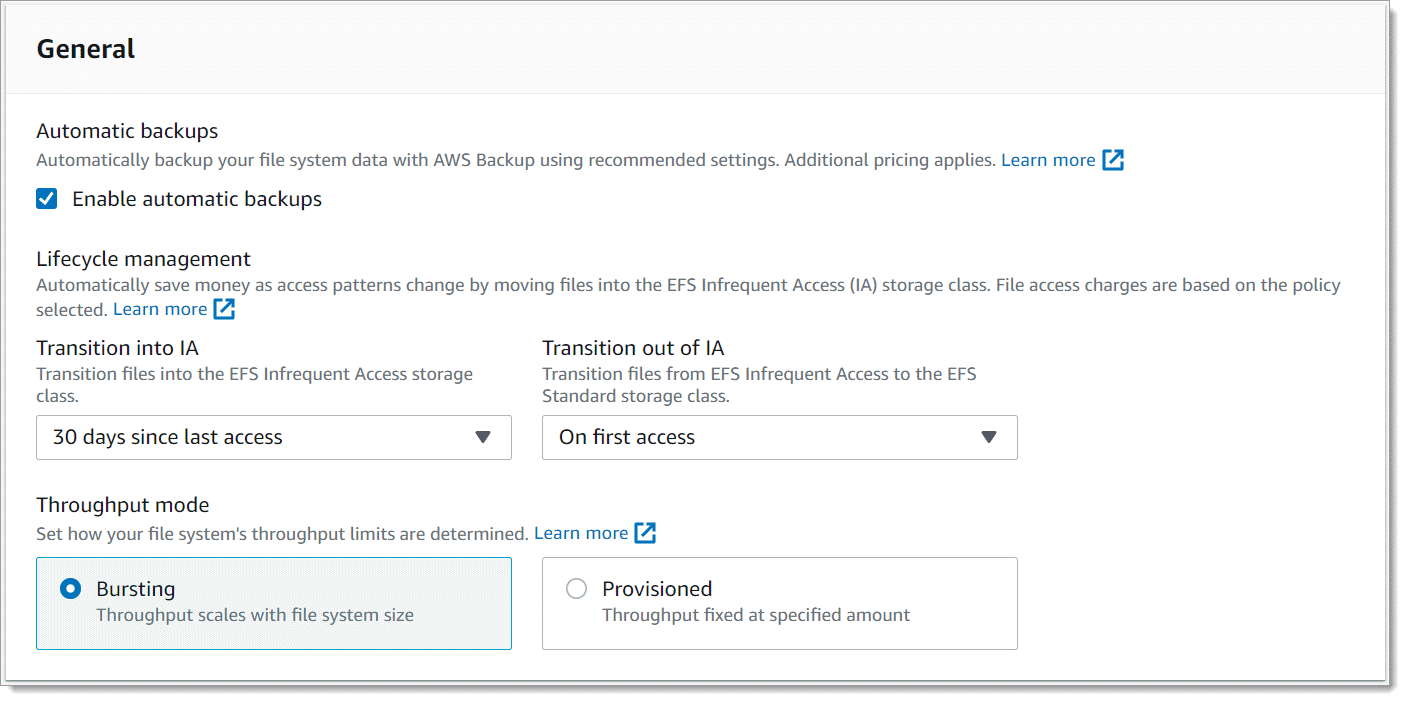 General
Automatic backups
Automatically backup your file system data with AWS Backup using recommended settings. Additional pricing applies. Learn more
Enable automatic backups
Lifecycle management
Automatically save money as access patterns change by moving files into the EFS Infrequent Access (IA) storage class. File access charges are based on the policy
selected. Learn more
Transition into IA
Transition files into the EFS Infrequent Access storage
class.
30 days since last access
Transition out of IA
Transition files from EFS Infrequent Access to the EFS
Standard storage class.
On first access
Throughput mode
Set how your file system's throughput limits are determined. Learn more
Bursting
Throughput scales with file system size
Provisioned
Throughput fixed at specified amount